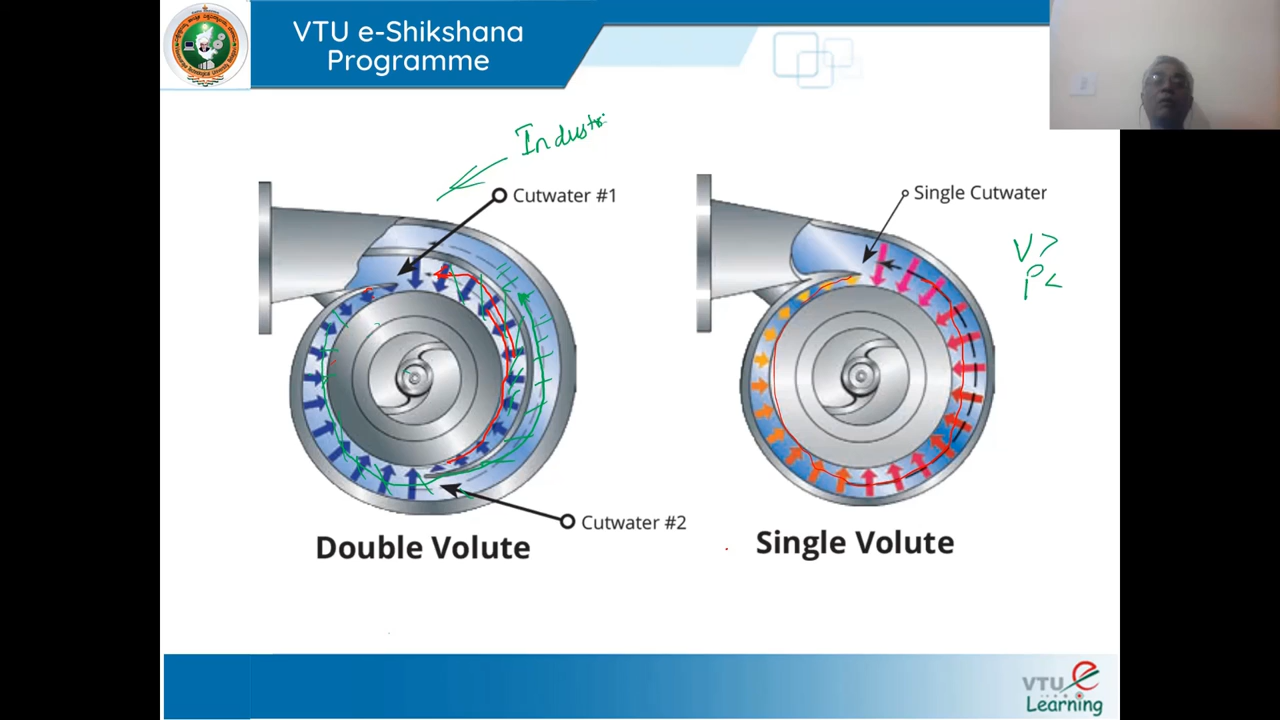 VTU e-Shikshana
Programme
Industr
Cutwater #1
Single Cutwater
V>
P<
Cutwater #2
Double Volute
Single Volute
VTU e
Learning